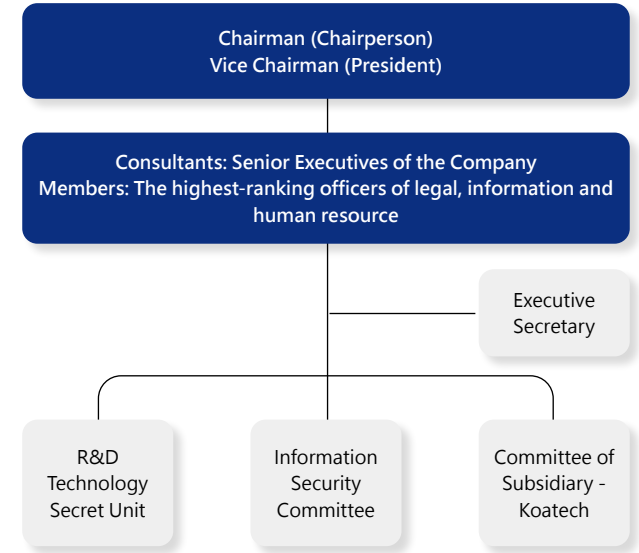 Chairman (Chairperson)
Vice Chairman (President)
Consultants: Senior Executives of the Company
Members: The highest-ranking officers of legal, information and
human resource
Executive
Secretary
R&D
Technology
Secret Unit
Information
Security
Committee
Committee of
Subsidiary -
Koatech